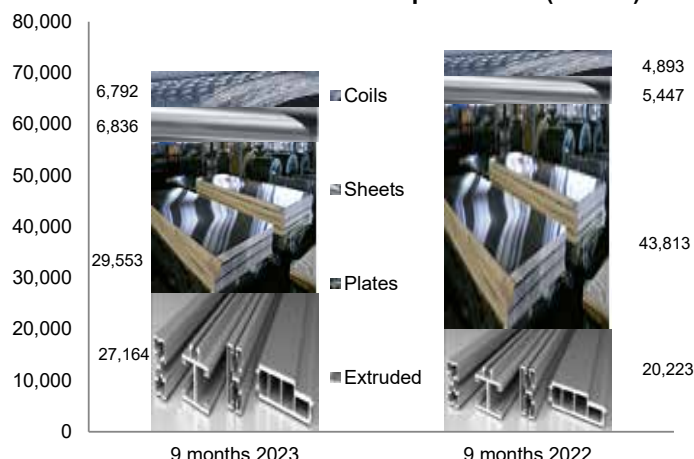 80,000
70,000
60,000
50,000
40,000
30,000
20,000
10,000
0
6,792
6,836
29,553
27,164
Coils
Sheets
Plates
Extruded
4,893
5,447
43,813
20,223
9 months 2023
9 months 2022